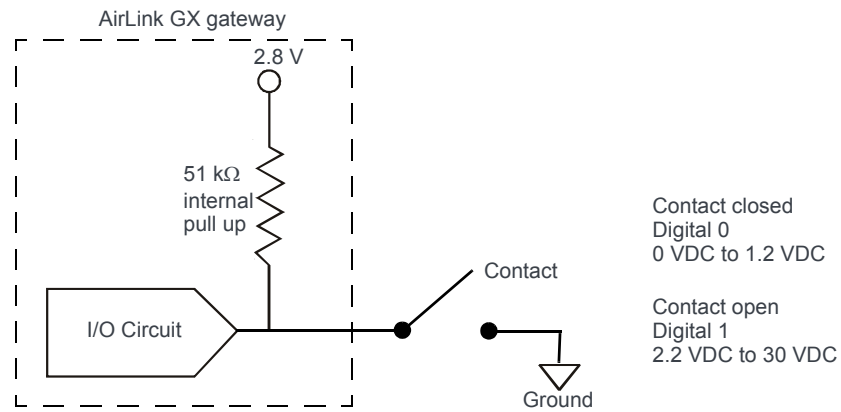 AirLink GX gateway
2.8 V
51 kΩ
internal
pull up
I/O Circuit
Contact
Ground
Contact closed
Digital 0
0 VDC to 1.2 VDC
Contact open
Digital 1
2.2 VDC to 30 VDC